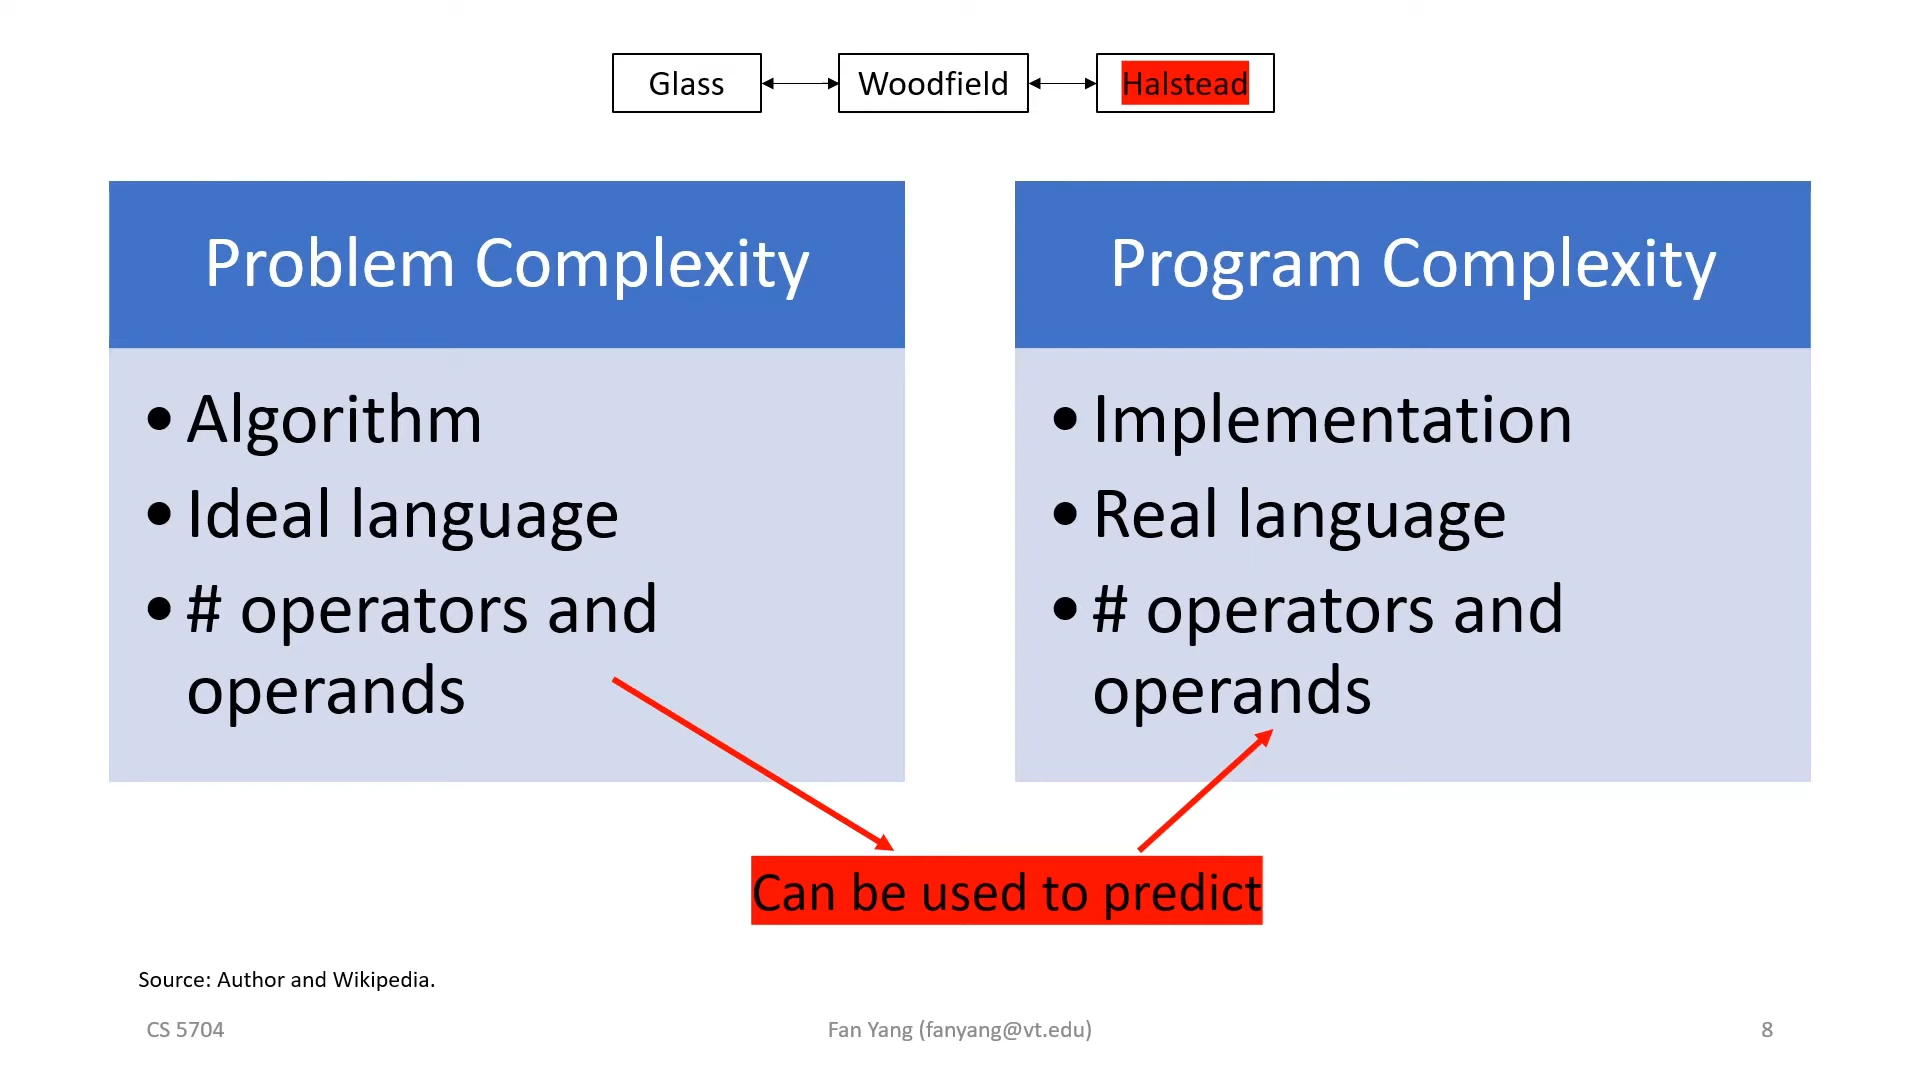 Glass
Woodfield
Halstead
Problem Complexity
• Algorithm
• Ideal language
• # operators and
operands
Program Complexity
• Implementation
• Real language
• # operators and
operands
Can be used to predict
Source: Author and Wikipedia.
CS 5704
Fan Yang (fanyang@vt.edu)
8